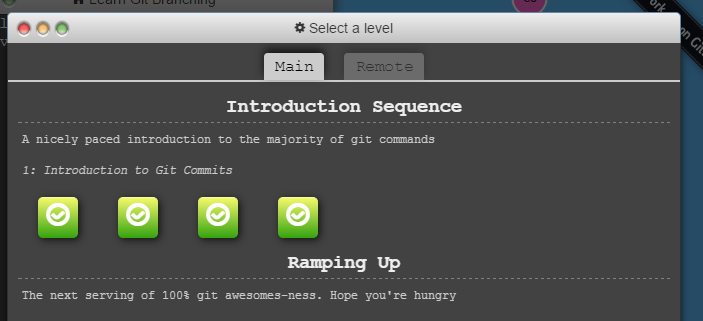 Learn Git Branching
Select a level
Main Remote
Introduction Sequence
A nicely paced introduction to the majority of git commands
1: Introduction to Git Commits
Ramping Up
The next serving of 100% git awesomes-ness. Hope you're hungry